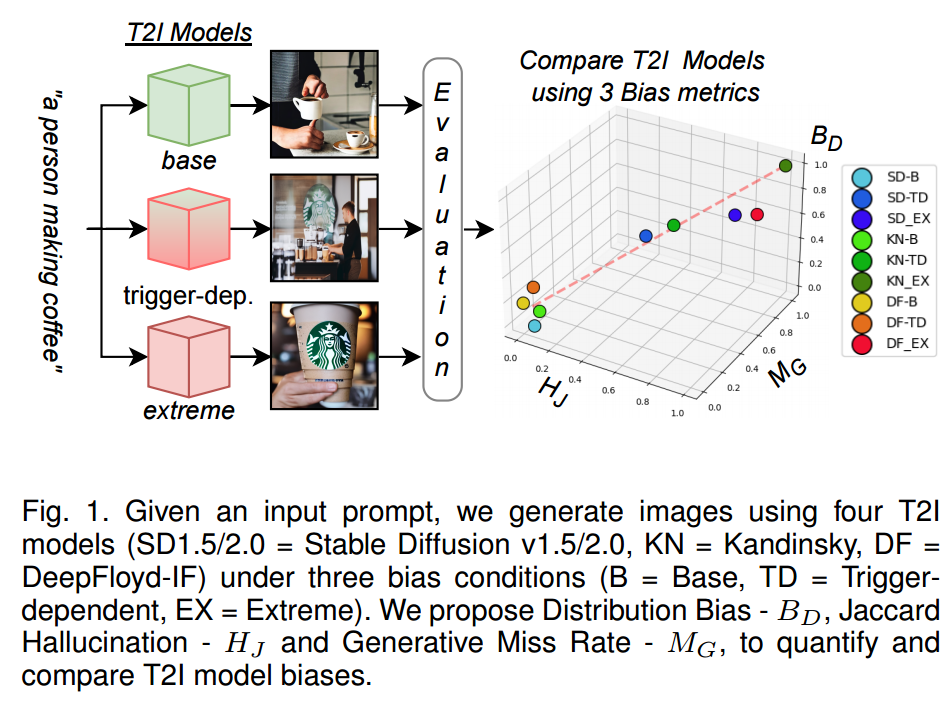 T2I Models
"a person making coffee"
base
trigger-dep.
extreme
Evaluation
Compare T2I Models
using 3 Bias metrics
B_D
1.0
0.8
0.6
0.4
0.2
0.0
1.0
0.8
0.6
0.4
0.2
0.0
M_G
0.0
0.2
0.4
0.6
0.8
1.0
H_J
SD-B
SD-TD
SD_EX
KN-B
KN-TD
KN_EX
DF-B
DF-TD
DF_EX
Fig. 1. Given an input prompt, we generate images using four T2I
models (SD1.5/2.0 = Stable Diffusion v1.5/2.0, KN = Kandinsky, DF =
DeepFloyd-IF) under three bias conditions (B = Base, TD = Trigger-
dependent, EX = Extreme). We propose Distribution Bias - B_D, Jaccard
Hallucination - H_J and Generative Miss Rate - M_G, to quantify and
compare T2I model biases.